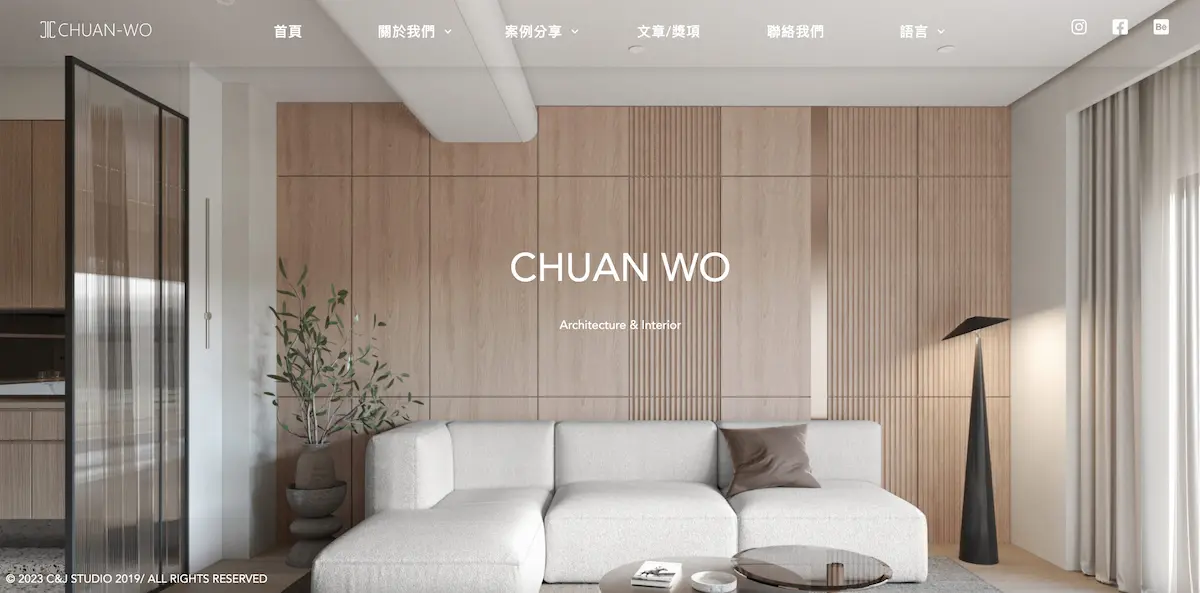 CHUAN-WO
首頁
關於我們
案例分享
文章/獎項
聯絡我們
語言
Bē
CHUAN WO
Architecture & Interior
© 2023 C&J STUDIO 2019/ ALL RIGHTS RESERVED